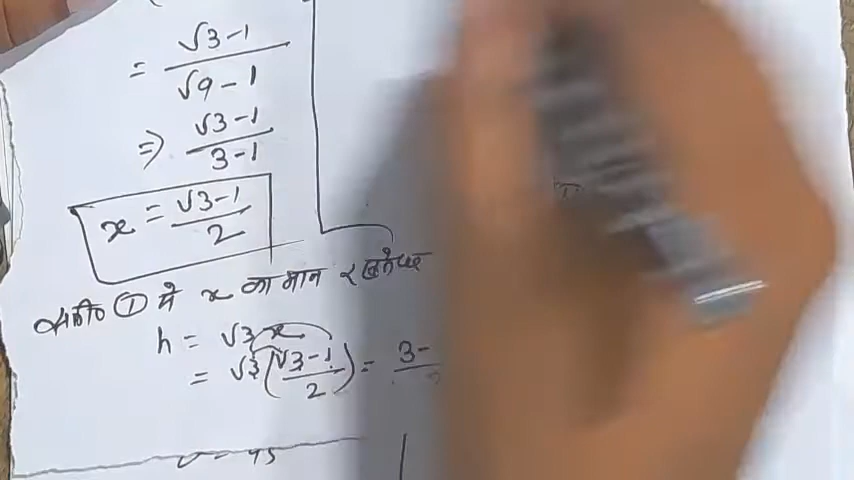 = √3-1 / √9-1
⇒ √3-1 / 3-1
x = √3-1 / 2
समी० ① में x का मान रखने पर
h = √3 x
= √3 (√3-1 / 2) = 3-